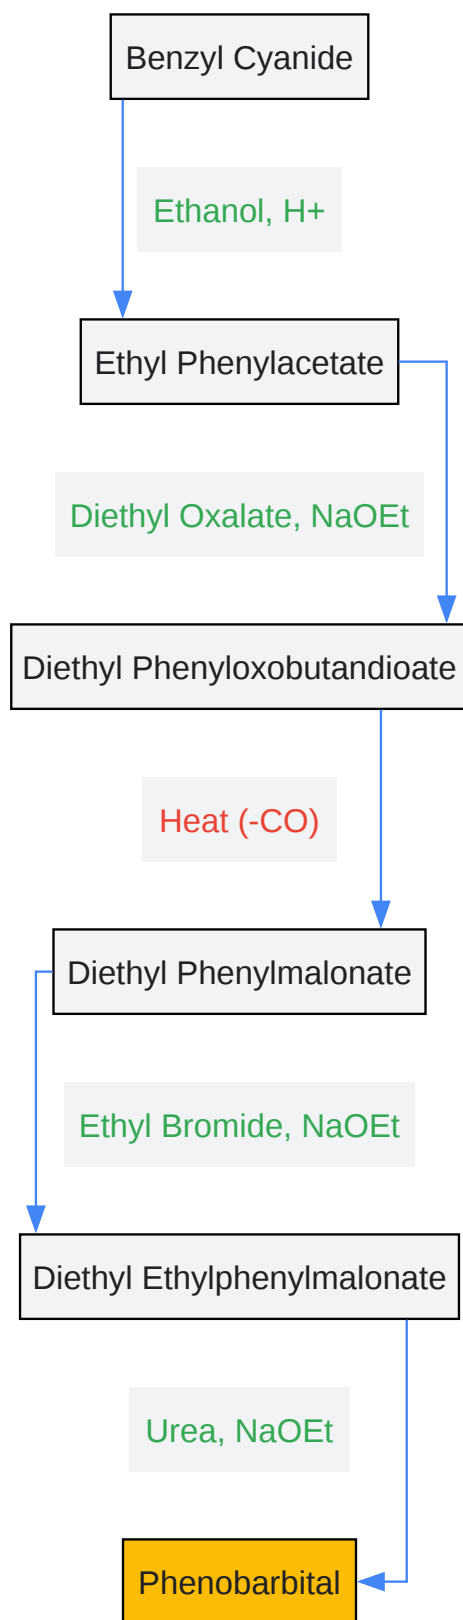 Benzyl Cyanide
Ethanol, H+
Ethyl Phenylacetate
Diethyl Oxalate, NaOEt
Diethyl Phenyloxobutandioate
Heat (-CO)
Diethyl Phenylmalonate
Ethyl Bromide, NaOEt
Diethyl Ethylphenylmalonate
Urea, NaOEt
Phenobarbital